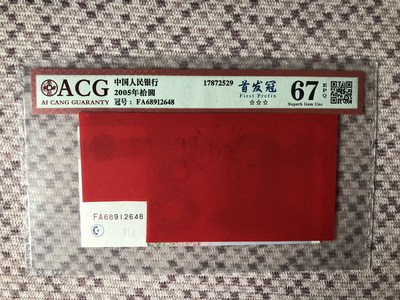 ACG
AI CANG GUARANTY
中国人民银行
2005年拾圆
冠号: FA68912648
17872529
首发冠
First Prefix
☆☆☆
67
EPQ
Superb Gem Unc
FA68912648